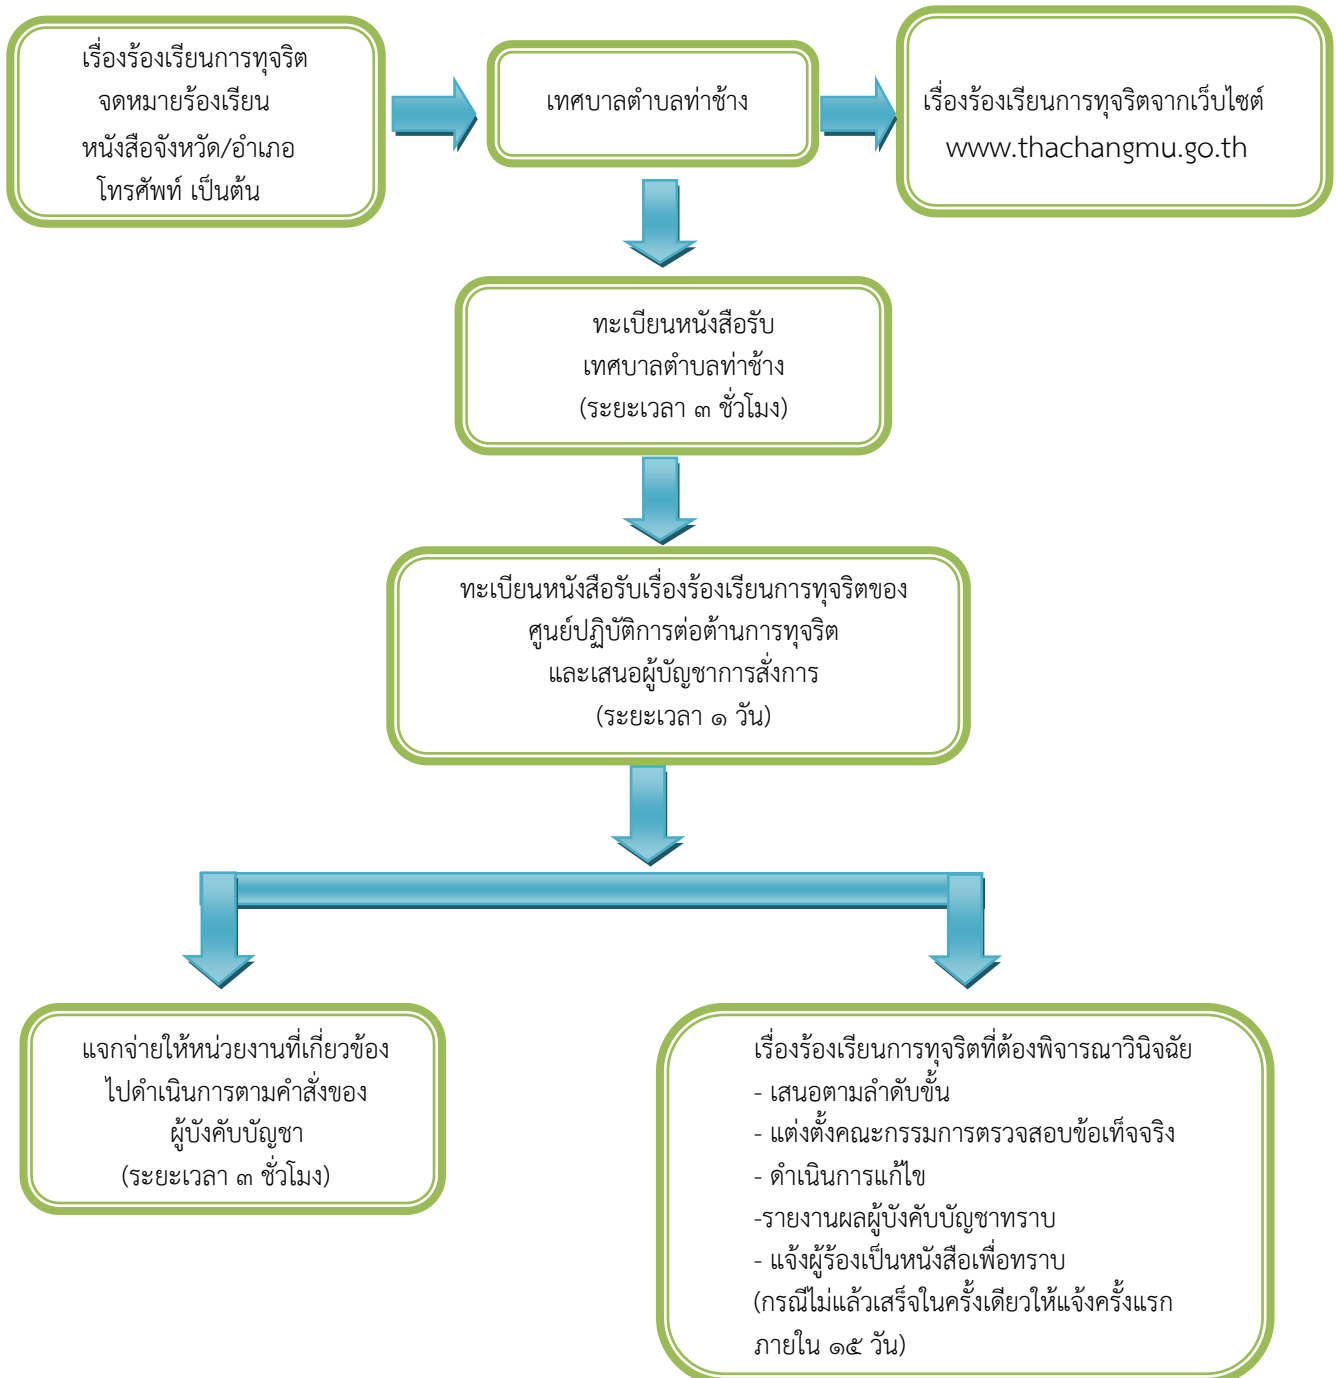 เรื่องร้องเรียนการทุจริต
จดหมายร้องเรียน
หนังสือจังหวัด/อำเภอ
โทรศัพท์ เป็นต้น
เทศบาลตำบลท่าช้าง
เรื่องร้องเรียนการทุจริตจากเว็บไซต์
www.thachangmu.go.th
ทะเบียนหนังสือรับ
เทศบาลตำบลท่าช้าง
(ระยะเวลา ๓ ชั่วโมง)
ทะเบียนหนังสือรับเรื่องร้องเรียนการทุจริตของ
ศูนย์ปฏิบัติการต่อต้านการทุจริต
และเสนอผู้บัญชาการสั่งการ
(ระยะเวลา ๑ วัน)
แจกจ่ายให้หน่วยงานที่เกี่ยวข้อง
ไปดำเนินการตามคำสั่งของ
ผู้บังคับบัญชา
(ระยะเวลา ๓ ชั่วโมง)
เรื่องร้องเรียนการทุจริตที่ต้องพิจารณาวินิจฉัย
- เสนอตามลำดับขั้น
- แต่งตั้งคณะกรรมการตรวจสอบข้อเท็จจริง
- ดำเนินการแก้ไข
-รายงานผลผู้บังคับบัญชาทราบ
- แจ้งผู้ร้องเป็นหนังสือเพื่อทราบ
(กรณีไม่แล้วเสร็จในครั้งเดียวให้แจ้งครั้งแรก
ภายใน ๑๕ วัน)